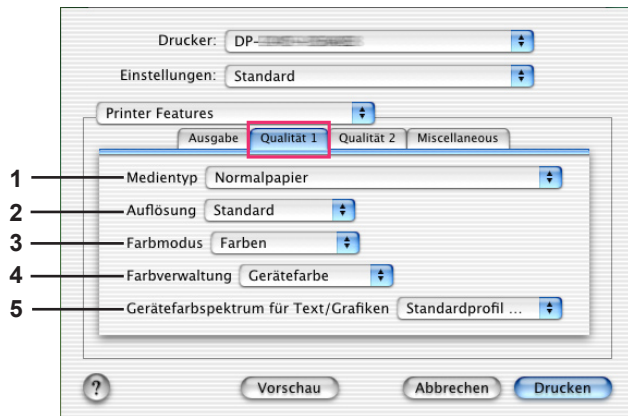 Drucker: DP-
Einstellungen: Standard
Printer Features
Ausgabe Qualität 1 Qualität 2 Miscellaneous
1 Medientyp Normalpapier
2 Auflösung Standard
3 Farbmodus Farben
4 Farbverwaltung Gerätefarbe
5 Gerätefarbspektrum für Text/Grafiken Standardprofil ...
? Vorschau Abbrechen Drucken